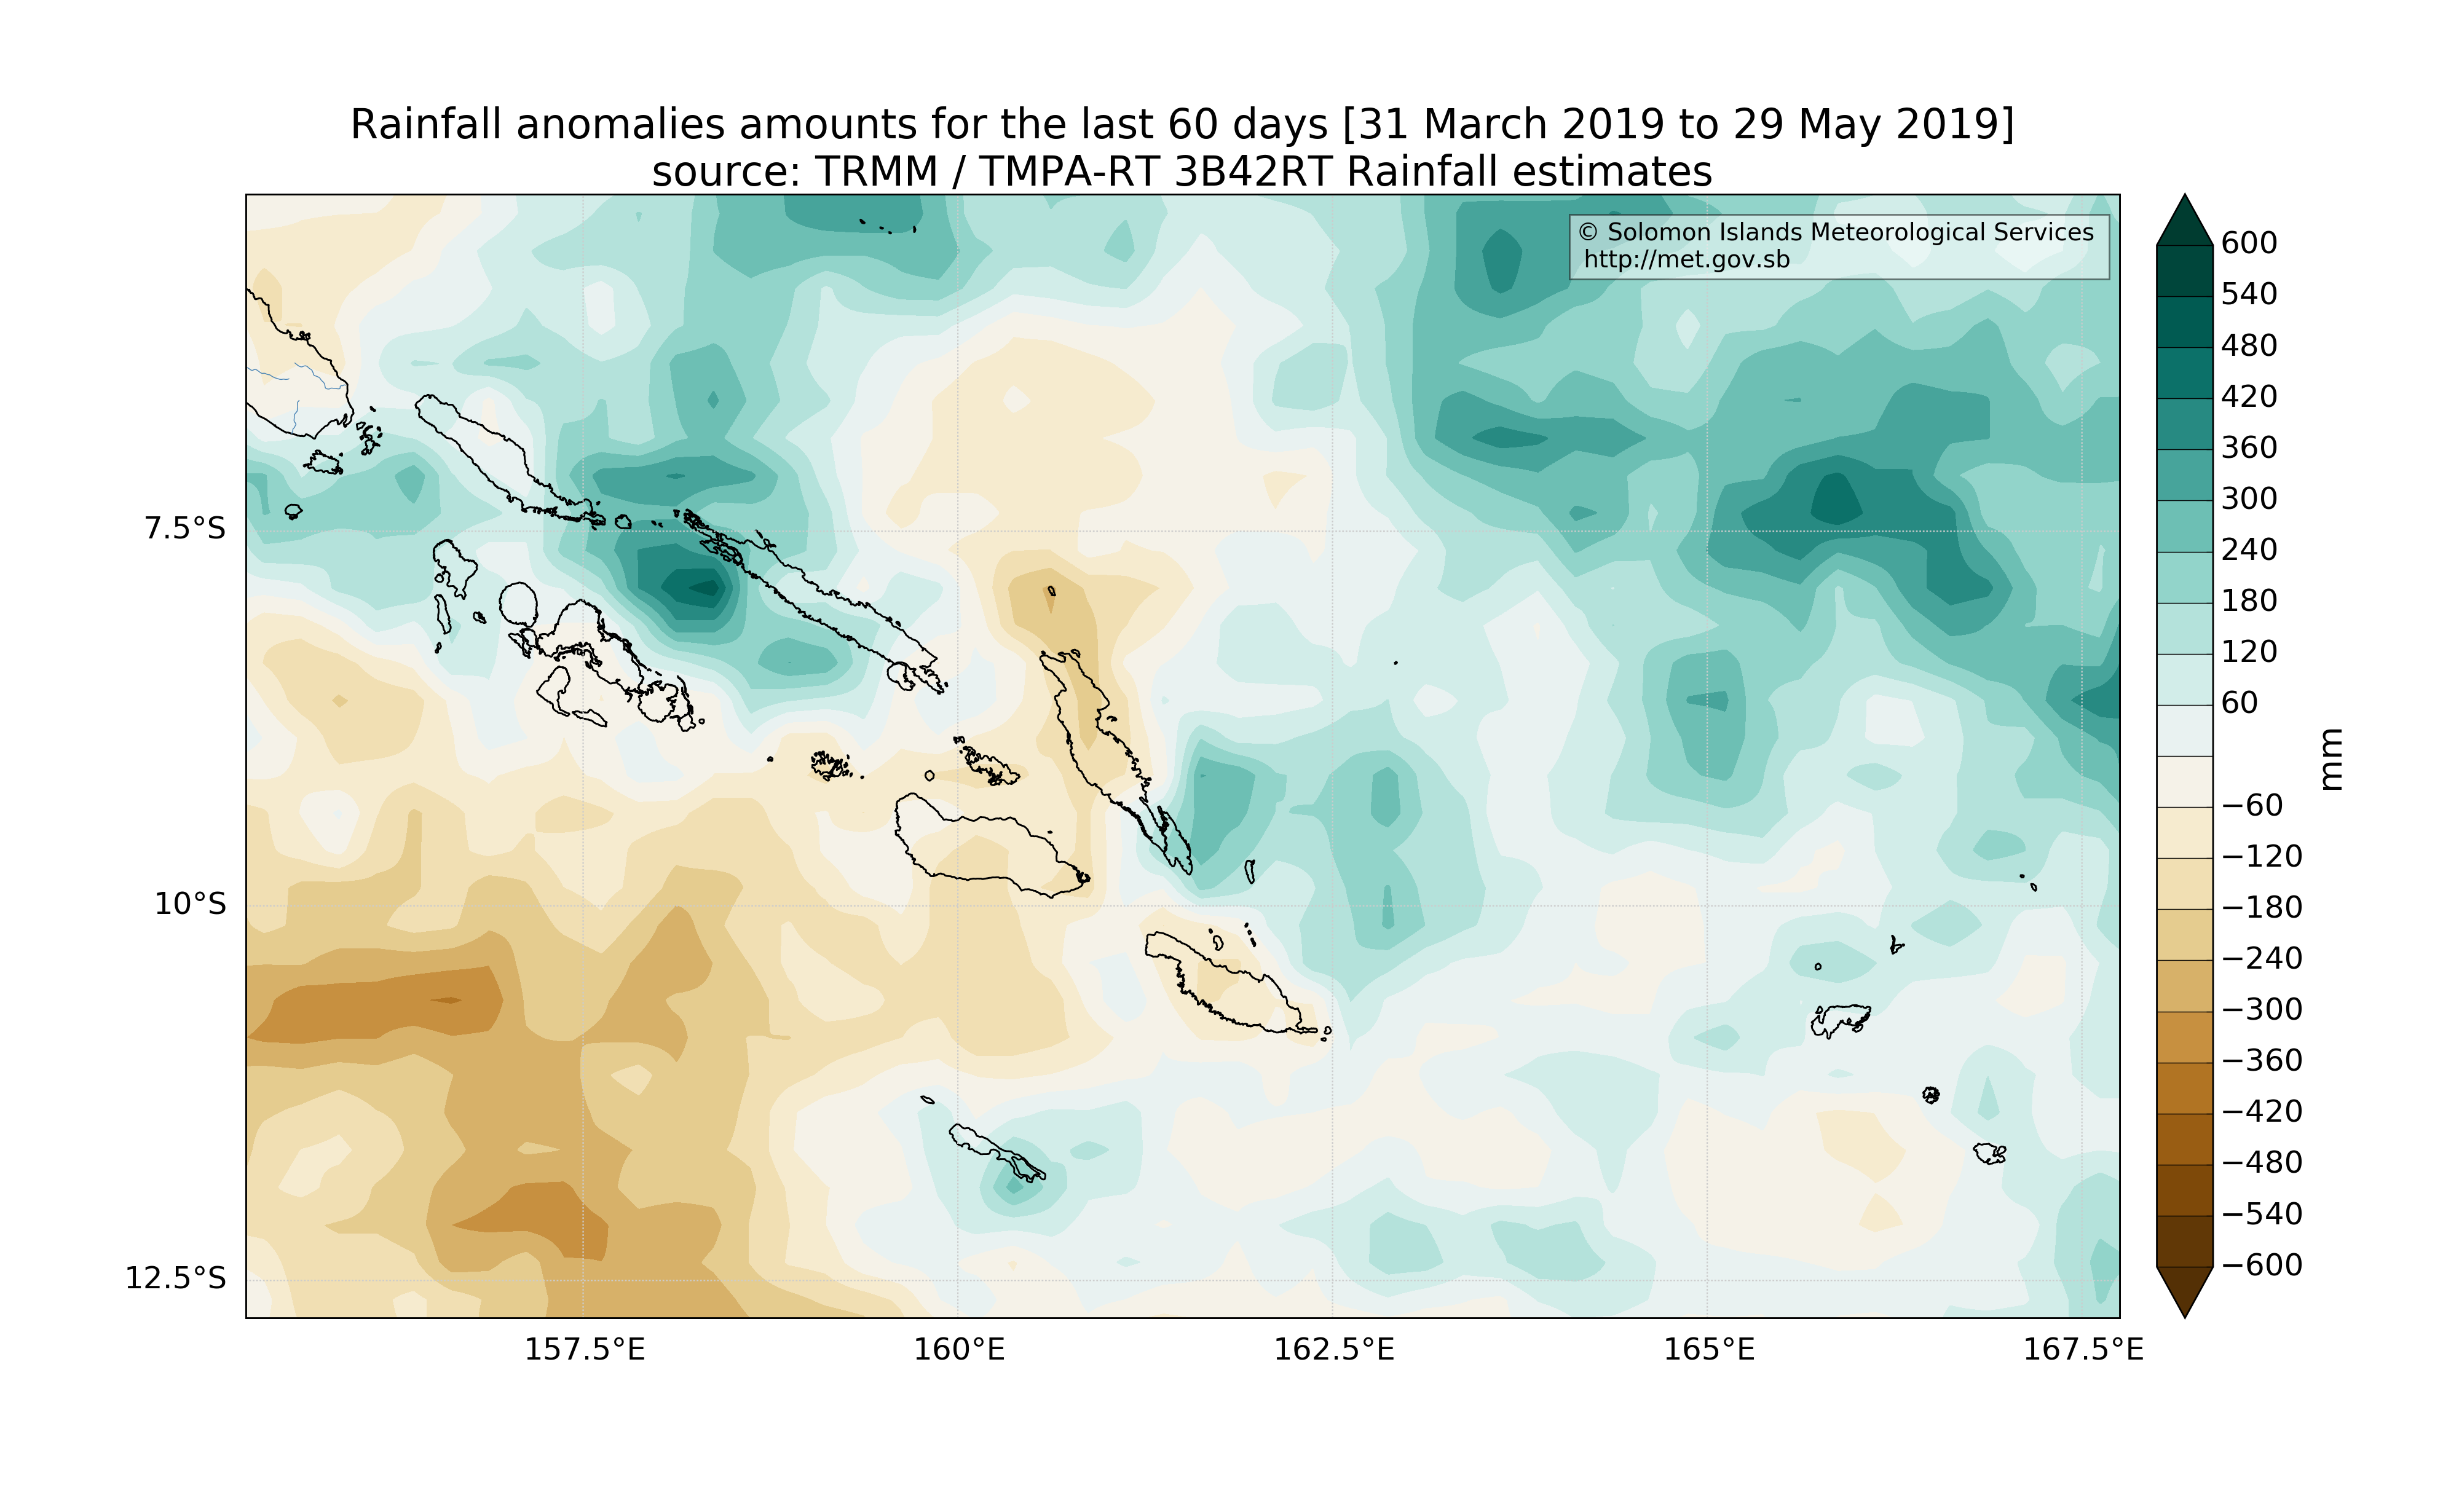 Rainfall anomalies amounts for the last 60 days [31 March 2019 to 29 May 2019]
source: TRMM / TMPA-RT 3B42RT Rainfall estimates
© Solomon Islands Meteorological Services
http://met.gov.sb
7.5°S
10°S
12.5°S
157.5°E
160°E
162.5°E
165°E
167.5°E
600
540
480
420
360
300
240
180
120
60
−60
−120
−180
−240
−300
−360
−420
−480
−540
−600
mm